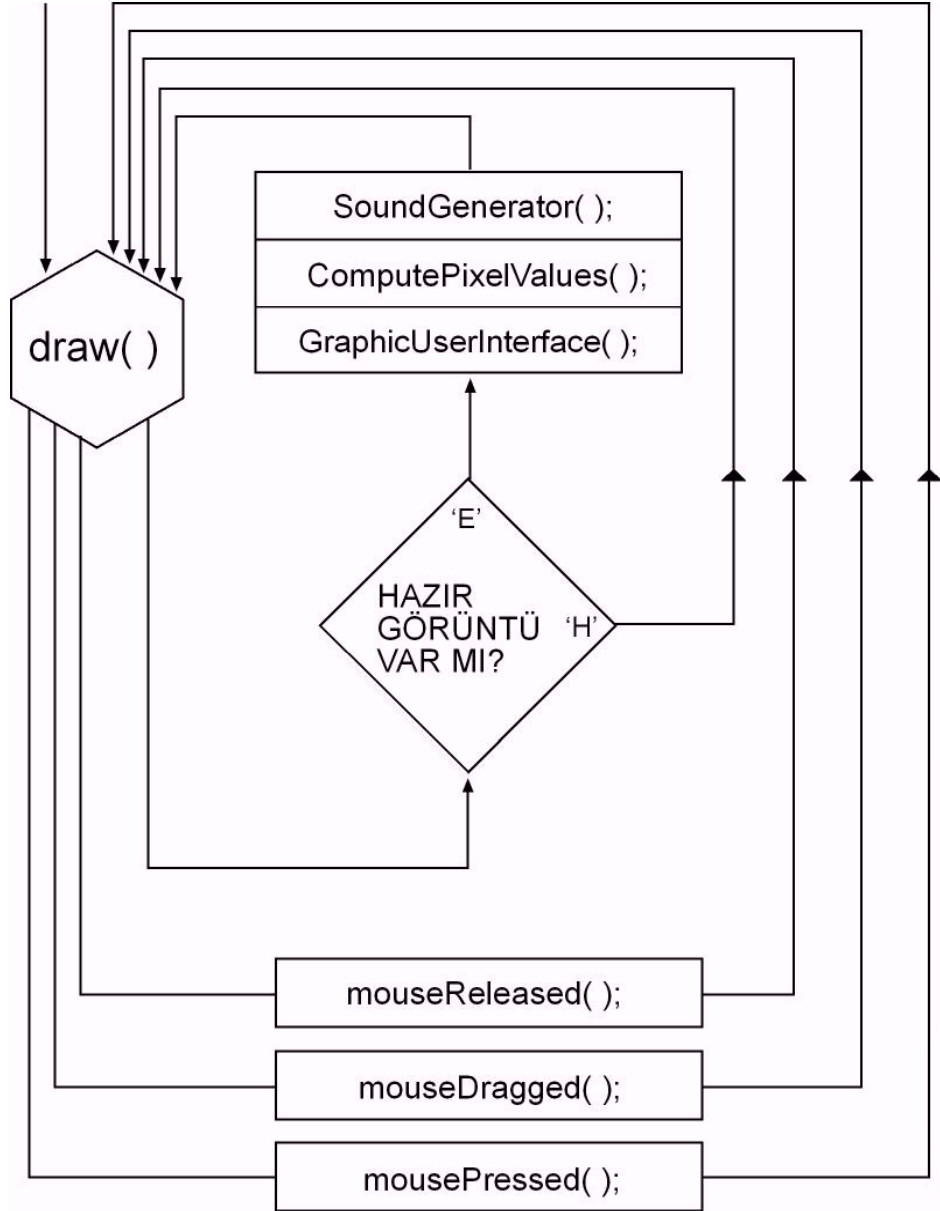 SoundGenerator( );
ComputePixelValues( );
GraphicUserInterface( );
draw( )
‘E’
HAZIR
GÖRÜNTÜ ‘H’
VAR MI?
mouseReleased( );
mouseDragged( );
mousePressed( );